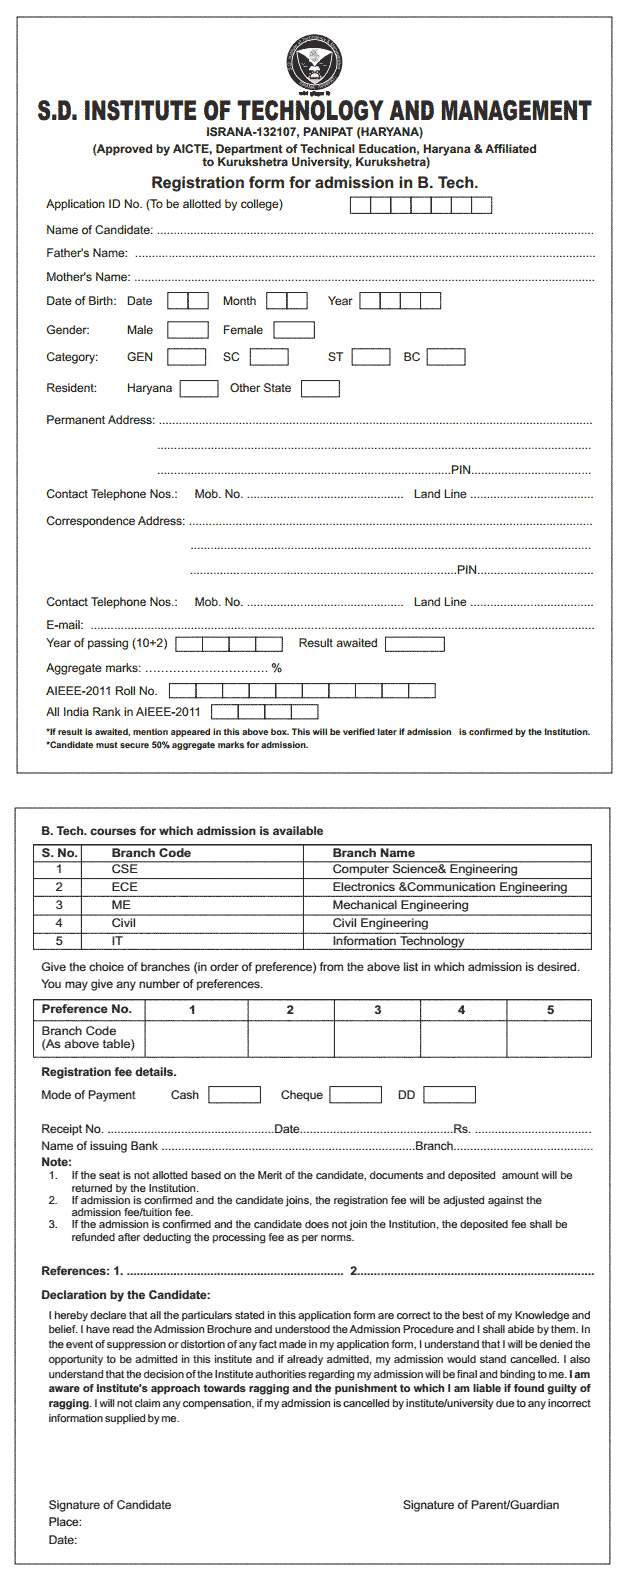 S.D. INSTITUTE OF TECHNOLOGY AND MANAGEMENT
ISRANA-132107, PANIPAT (HARYANA)
(Approved by AICTE, Department of Technical Education, Haryana & Affiliated
to Kurukshetra University, Kurukshetra)
Registration form for admission in B. Tech.
Application ID No. (To be allotted by college)
Name of Candidate:
Father's Name:
Mother's Name:
Date of Birth: Date Month Year
Gender: Male Female
Category: GEN SC ST BC
Resident: Haryana Other State
Permanent Address:
PIN
Contact Telephone Nos.: Mob. No. Land Line
Correspondence Address:
PIN
Contact Telephone Nos.: Mob. No. Land Line
E-mail:
Year of passing (10+2) Result awaited
Aggregate marks: %
AIEEE-2011 Roll No.
All India Rank in AIEEE-2011
*If result is awaited, mention appeared in this above box. This will be verified later if admission is confirmed by the Institution.
*Candidate must secure 50% aggregate marks for admission.
B. Tech. courses for which admission is available
S. No. Branch Code Branch Name
1 CSE Computer Science& Engineering
2 ECE Electronics &Communication Engineering
3 ME Mechanical Engineering
4 Civil Civil Engineering
5 IT Information Technology
Give the choice of branches (in order of preference) from the above list in which admission is desired.
You may give any number of preferences.
Preference No. 1 2 3 4 5
Branch Code
(As above table)
Registration fee details.
Mode of Payment Cash Cheque DD
Receipt No. Date Rs.
Name of issuing Bank Branch
Note:
1. If the seat is not allotted based on the Merit of the candidate, documents and deposited amount will be
returned by the Institution.
2. If admission is confirmed and the candidate joins, the registration fee will be adjusted against the
admission fee/tuition fee.
3. If the admission is confirmed and the candidate does not join the Institution, the deposited fee shall be
refunded after deducting the processing fee as per norms.
References: 1. 2.
Declaration by the Candidate:
I hereby declare that all the particulars stated in this application form are correct to the best of my Knowledge and
belief. I have read the Admission Brochure and understood the Admission Procedure and I shall abide by them. In
the event of suppression or distortion of any fact made in my application form, I understand that I will be denied the
opportunity to be admitted in this institute and if already admitted, my admission would stand cancelled. I also
understand that the decision of the Institute authorities regarding my admission will be final and binding to me. I am
aware of Institute's approach towards ragging and the punishment to which I am liable if found guilty of
ragging. I will not claim any compensation, if my admission is cancelled by institute/university due to any incorrect
information supplied by me.
Signature of Candidate Signature of Parent/Guardian
Place:
Date: